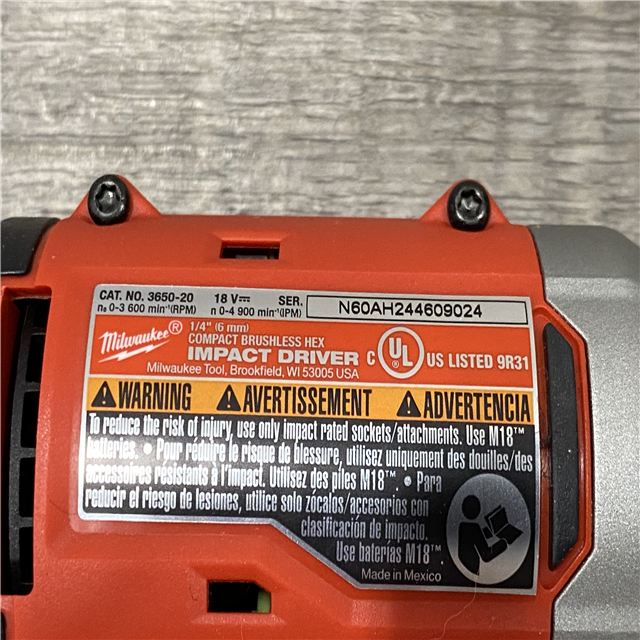 CAT. NO. 3650-20 18 V⎓ SER. N60AH244609024
n₀ 0-3 600 min⁻¹(RPM) n 0-4 900 min⁻¹(IPM)
Milwaukee®
1/4" (6 mm)
COMPACT BRUSHLESS HEX
IMPACT DRIVER
Milwaukee Tool, Brookfield, WI 53005 USA
C UL® US LISTED 9R31
WARNING AVERTISSEMENT ADVERTENCIA
To reduce the risk of injury, use only impact rated sockets/attachments. Use M18™
batteries. • Pour réduire le risque de blessure, utilisez uniquement des douilles/des
accessoires résistants à l'impact. Utilisez des piles M18™. • Para
reducir el riesgo de lesiones, utilice solo zócalos/accesorios con
clasificación de impacto.
Use baterías M18™.
Made in Mexico